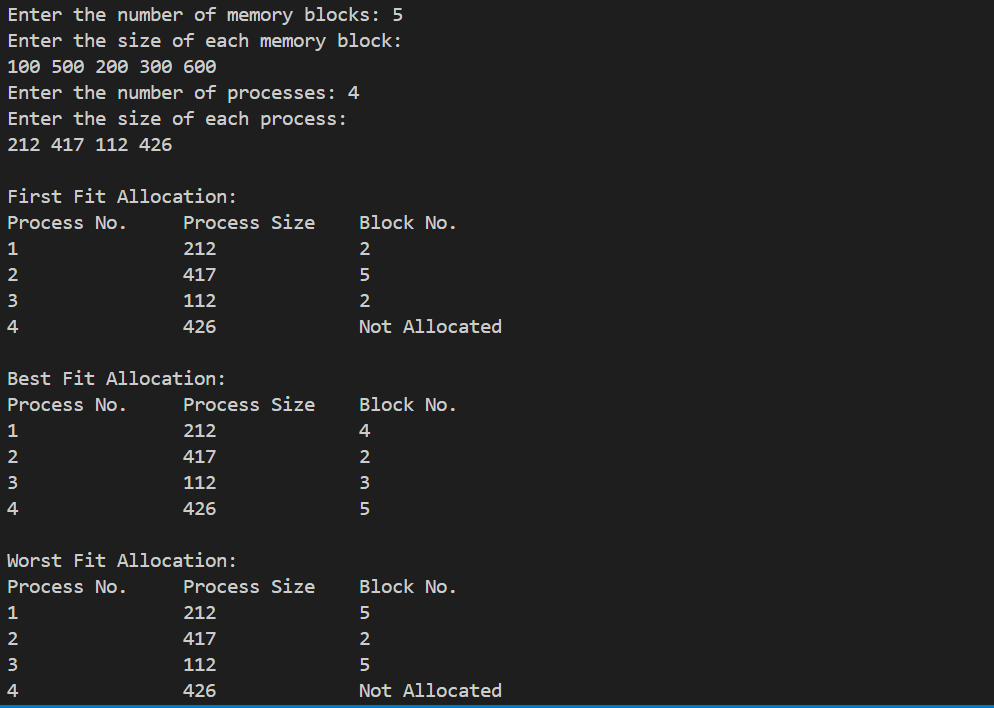 Enter the number of memory blocks: 5
Enter the size of each memory block:
100 500 200 300 600
Enter the number of processes: 4
Enter the size of each process:
212 417 112 426
First Fit Allocation:
Process No. Process Size Block No.
1 212 2
2 417 5
3 112 2
4 426 Not Allocated
Best Fit Allocation:
Process No. Process Size Block No.
1 212 4
2 417 2
3 112 3
4 426 5
Worst Fit Allocation:
Process No. Process Size Block No.
1 212 5
2 417 2
3 112 5
4 426 Not Allocated